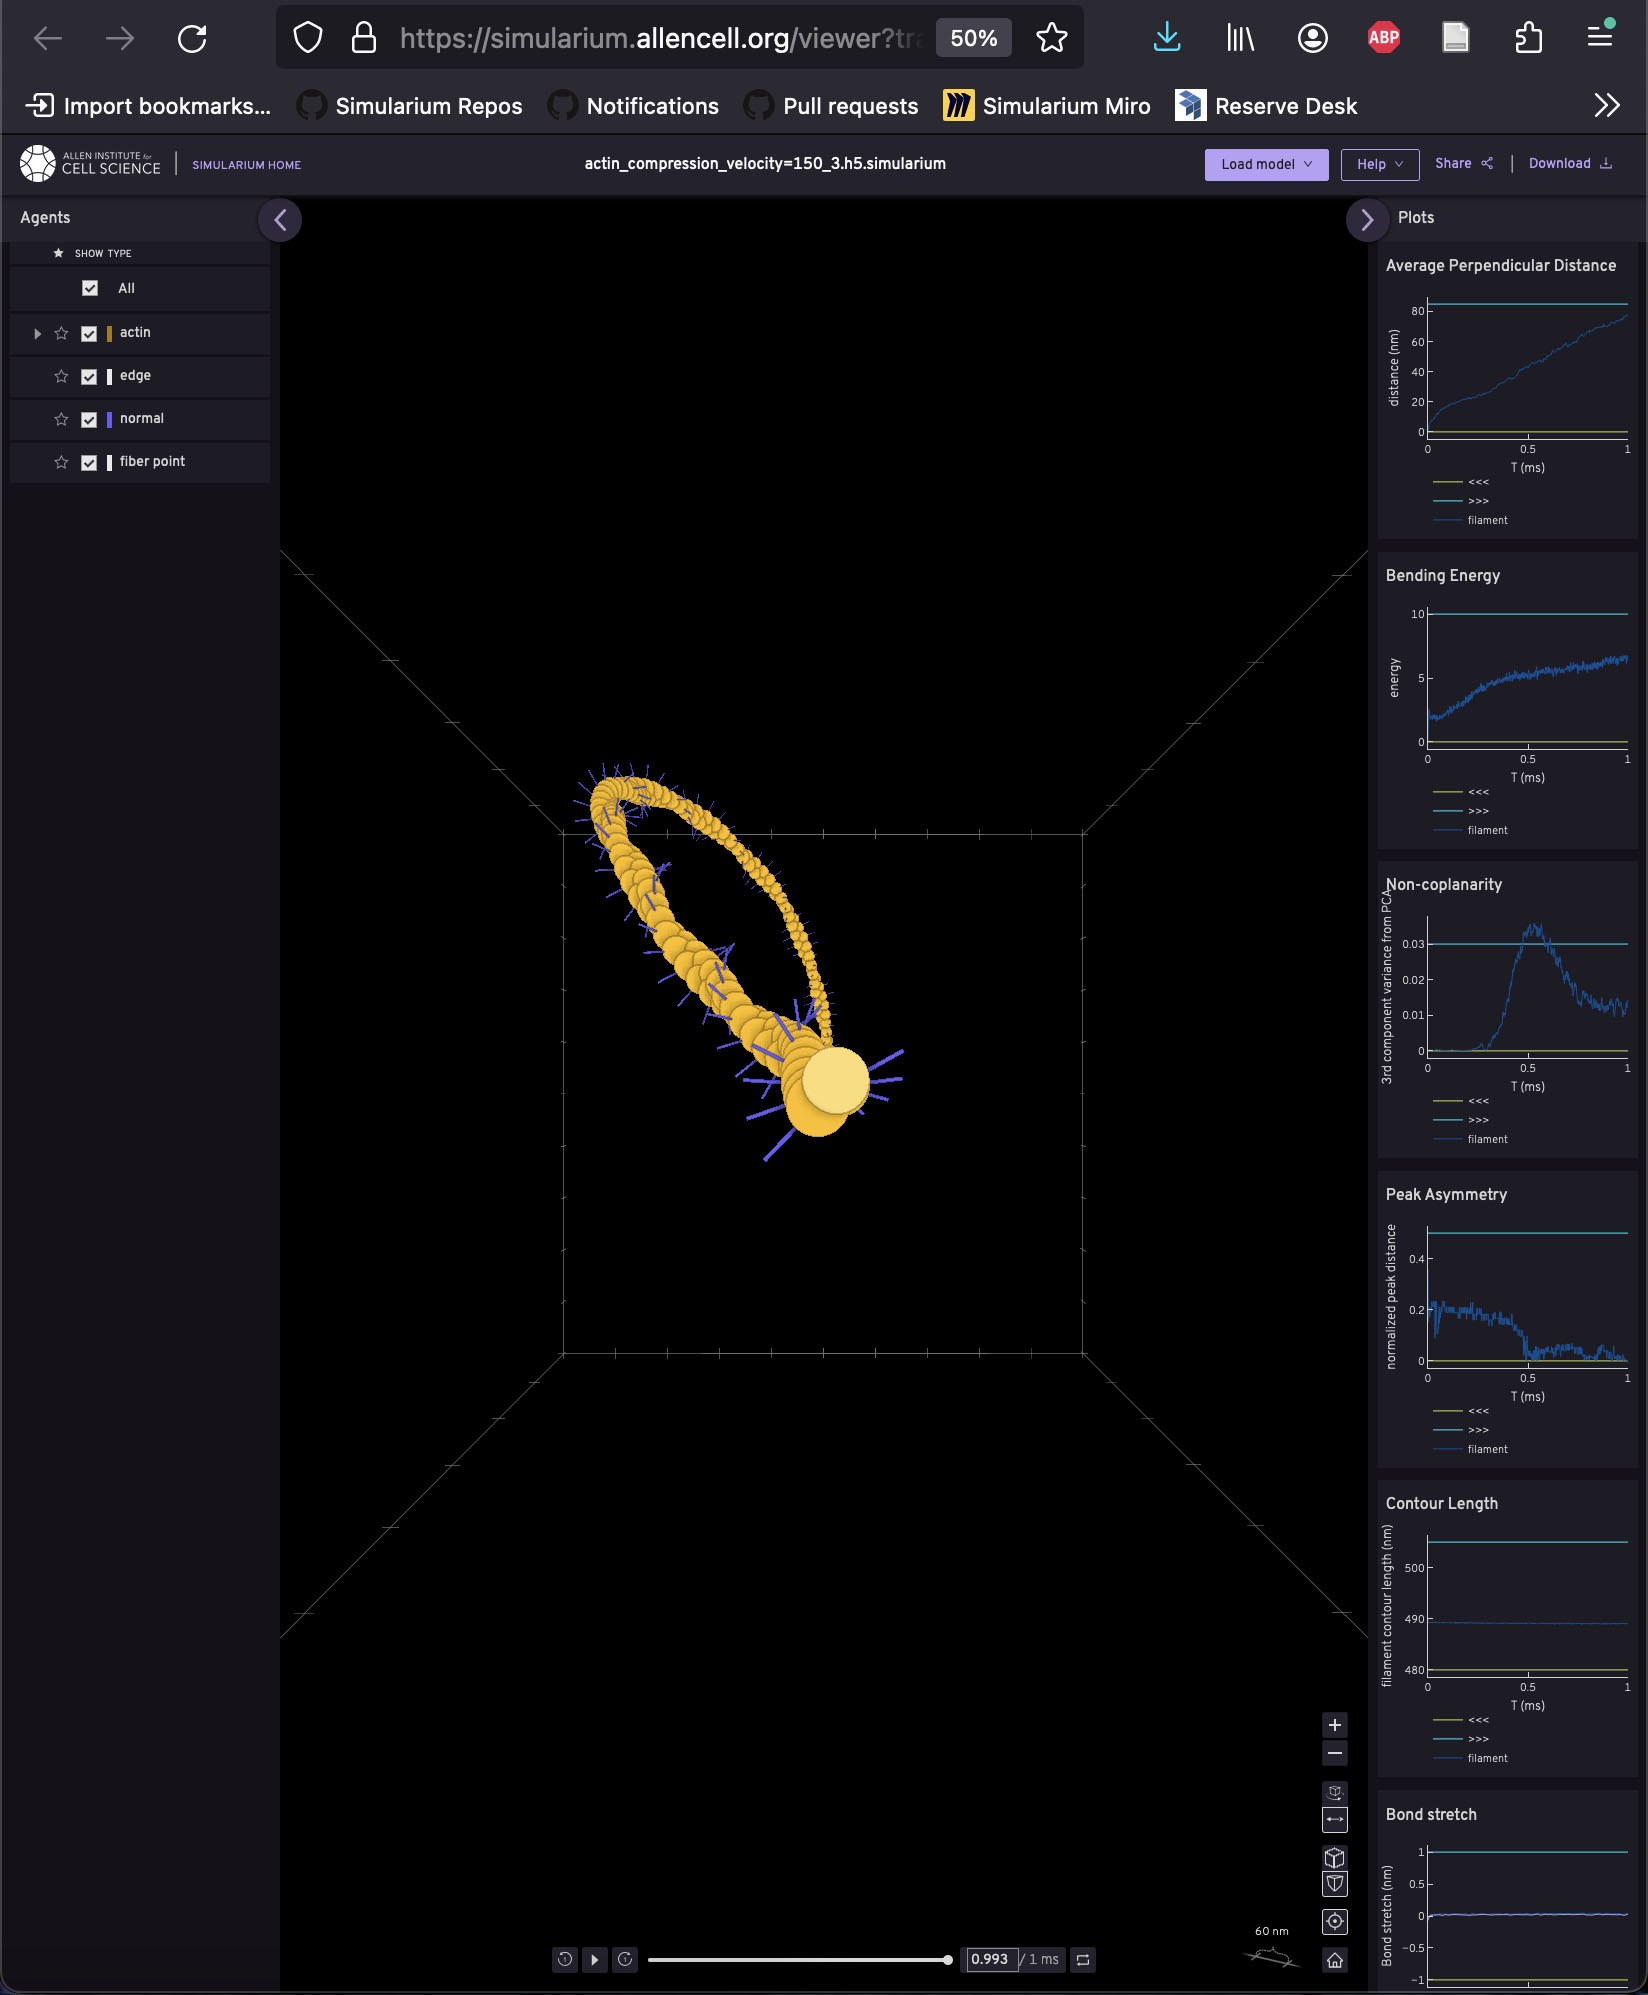 https://simularium.allencell.org/viewer?tra
50%
ABP
Import bookmarks...
Simularium Repos
Notifications
Pull requests
Simularium Miro
Reserve Desk
ALLEN INSTITUTE for
CELL SCIENCE
SIMULARIUM HOME
actin_compression_velocity=150_3.h5.simularium
Load model
Help
Share
Download
Agents
SHOW TYPE
All
actin
edge
normal
fiber point
60 nm
0.993 / 1 ms
Plots
Average Perpendicular Distance
distance (nm)
80
60
40
20
0
0 0.5 1
T (ms)
<<<
>>>
filament
Bending Energy
energy
10
5
0
0 0.5 1
T (ms)
<<<
>>>
filament
Non-coplanarity
3rd component variance from PCA
0.03
0.02
0.01
0
0 0.5 1
T (ms)
<<<
>>>
filament
Peak Asymmetry
normalized peak distance
0.4
0.2
0
0 0.5 1
T (ms)
<<<
>>>
filament
Contour Length
filament contour length (nm)
500
490
480
0 0.5 1
T (ms)
<<<
>>>
filament
Bond stretch
Bond stretch (nm)
1
0.5
0
−0.5
−1